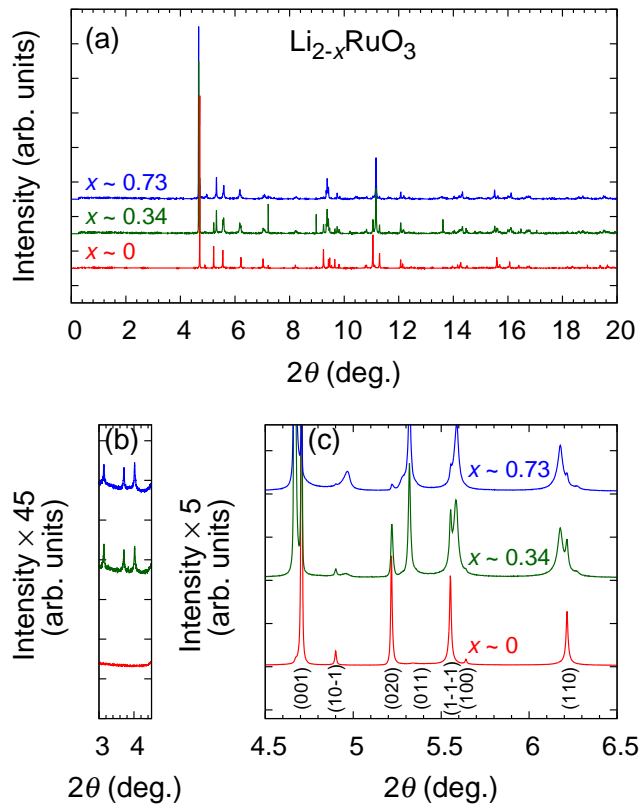 (a) Li2-xRuO3
Intensity (arb. units)
x ~ 0.73
x ~ 0.34
x ~ 0
0 2 4 6 8 10 12 14 16 18 20
2θ (deg.)
(b)
Intensity × 45
(arb. units)
3 4
2θ (deg.)
(c)
Intensity × 5
(arb. units)
x ~ 0.73
x ~ 0.34
x ~ 0
(001) (10-1) (020) (011) (1-1-1) (100) (110)
4.5 5 5.5 6 6.5
2θ (deg.)